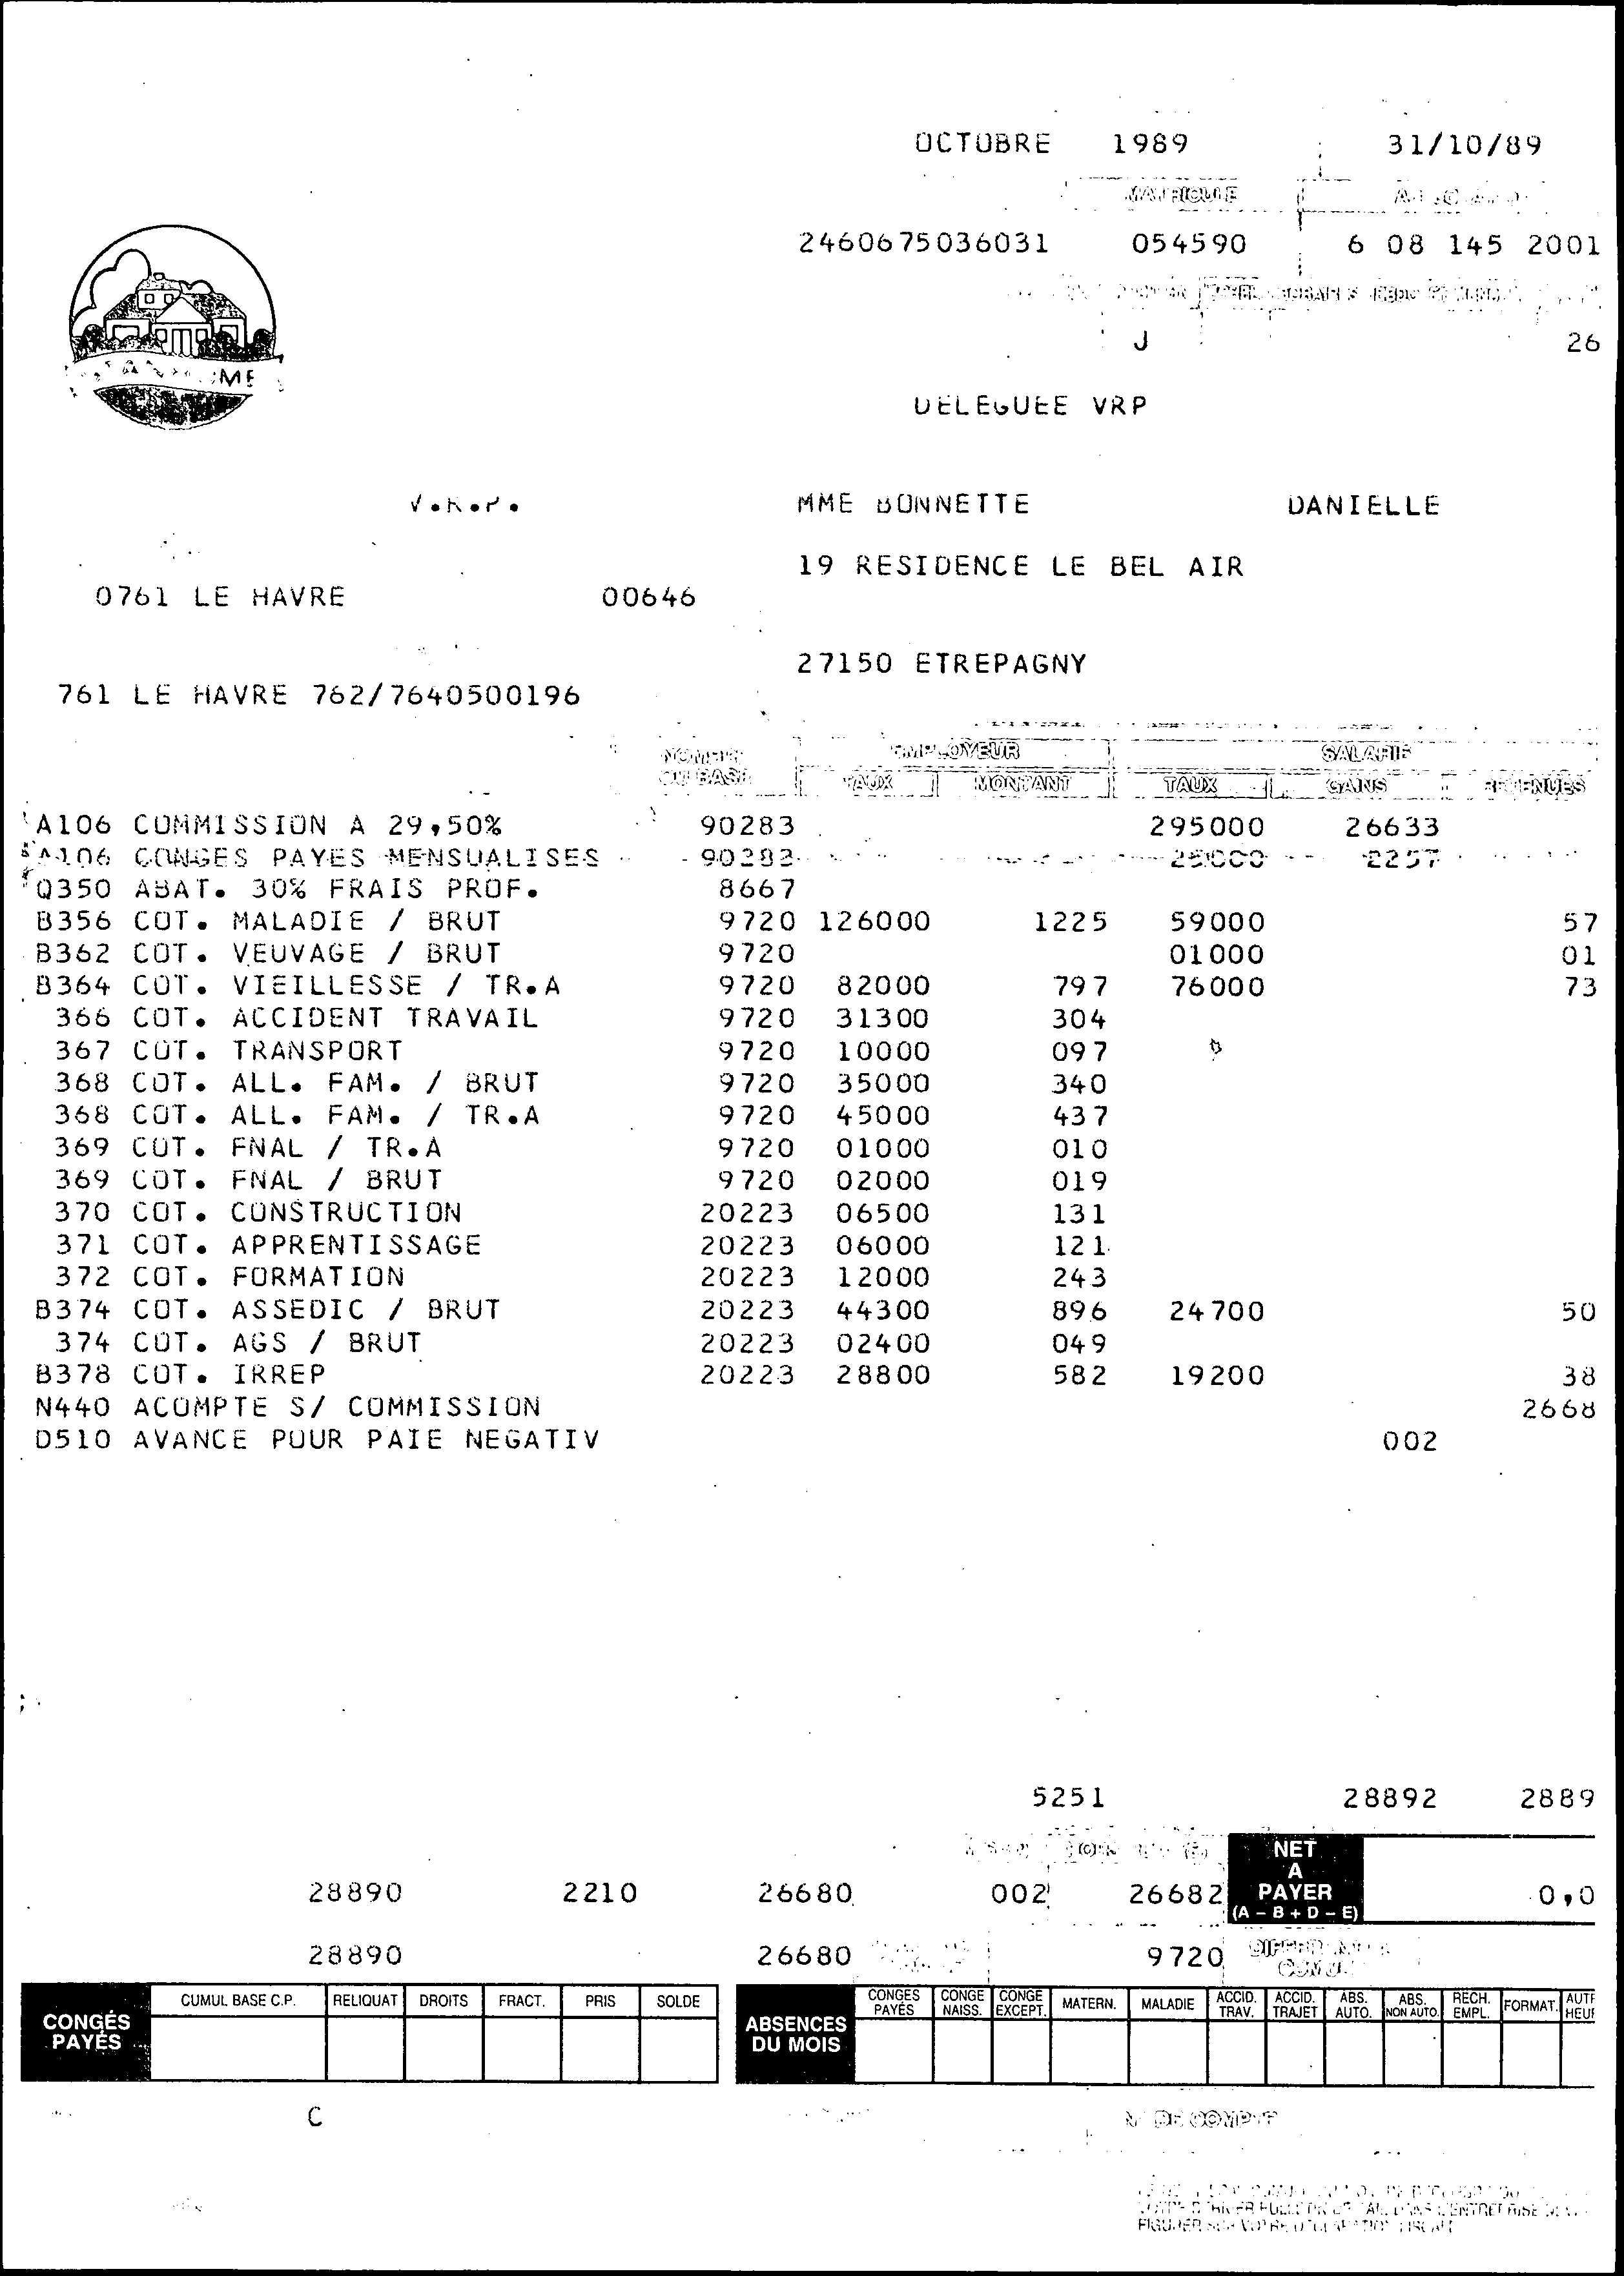 OCTOBRE 1989 31/10/89
MATRICULE
2460675036031 054590 6 08 145 2001
J 26
DELEGUEE VRP
V.R.P. MME BONNETTE DANIELLE
19 RESIDENCE LE BEL AIR
0761 LE HAVRE 00646
27150 ETREPAGNY
761 LE HAVRE 762/7640500196
NOMBRE EMPLOYEUR SALARIE
OU BASE TAUX MONTANT TAUX GAINS RETENUES
A106 COMMISSION A 29,50% 90283 295000 26633
A106 CONGES PAYES MENSUALISES 90283 25000 2257
Q350 ABAT. 30% FRAIS PROF. 8667
B356 COT. MALADIE / BRUT 9720 126000 1225 59000 57
B362 COT. VEUVAGE / BRUT 9720 01000 01
B364 COT. VIEILLESSE / TR.A 9720 82000 797 76000 73
366 COT. ACCIDENT TRAVAIL 9720 31300 304
367 COT. TRANSPORT 9720 10000 097
368 COT. ALL. FAM. / BRUT 9720 35000 340
368 COT. ALL. FAM. / TR.A 9720 45000 437
369 COT. FNAL / TR.A 9720 01000 010
369 COT. FNAL / BRUT 9720 02000 019
370 COT. CONSTRUCTION 20223 06500 131
371 COT. APPRENTISSAGE 20223 06000 121
372 COT. FORMATION 20223 12000 243
B374 COT. ASSEDIC / BRUT 20223 44300 896 24700 50
374 COT. AGS / BRUT 20223 02400 049
B378 COT. IRREP 20223 28800 582 19200 38
N440 ACOMPTE S/ COMMISSION 2668
D510 AVANCE POUR PAIE NEGATIV 002
5251 28892 2889
NET
A
28890 2210 26680 002 26682 PAYER 0,0
(A - B + D - E)
28890 26680 9720
CONGÉS PAYÉS CUMUL BASE C.P. RELIQUAT DROITS FRACT. PRIS SOLDE
ABSENCES DU MOIS CONGES PAYÉS CONGE NAISS. CONGE EXCEPT. MATERN. MALADIE ACCID. TRAV. ACCID. TRAJET ABS. AUTO. ABS. NON AUTO. RECH. EMPL. FORMAT.
C
N° DE COMPTE